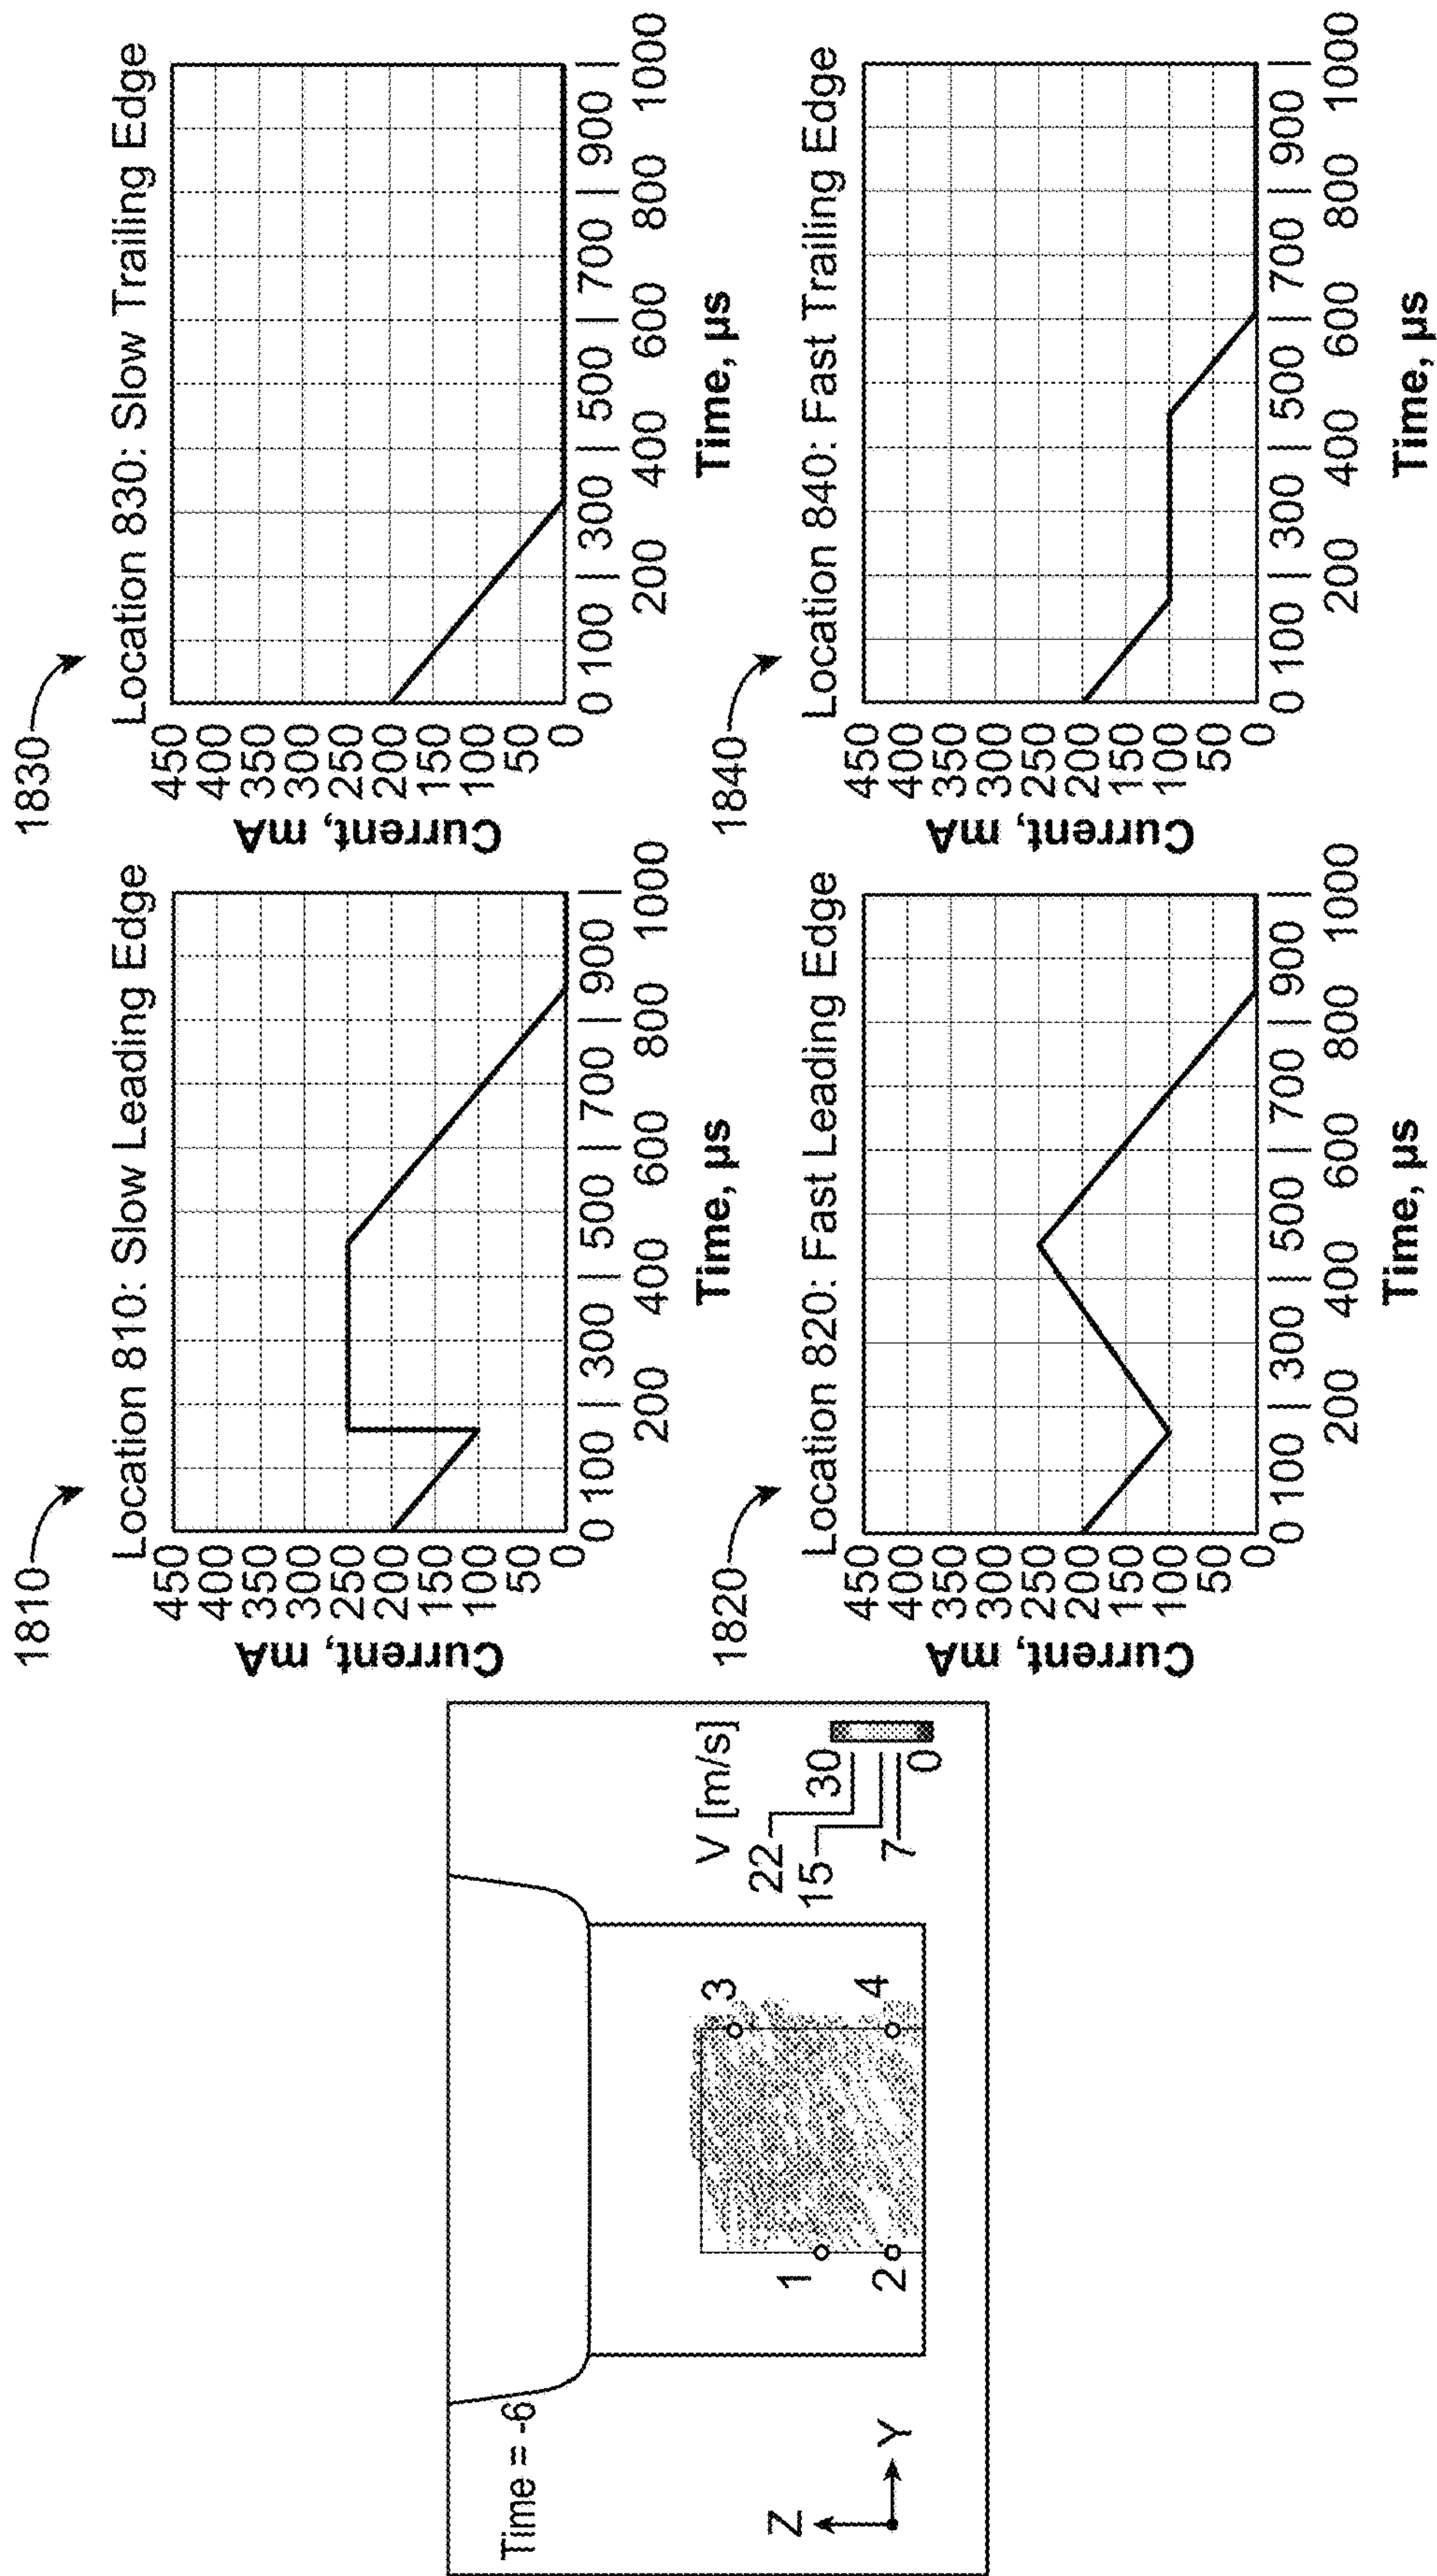 Time = -6
Z
Y
1
2
3
4
V [m/s]
22
15
7
30
0
1810
Location 810: Slow Leading Edge
Current, mA
450
400
350
300
250
200
150
100
50
0
0 100 | 300 | 500 | 700 | 900 |
200 400 600 800 1000
Time, µs
1830
Location 830: Slow Trailing Edge
Current, mA
450
400
350
300
250
200
150
100
50
0
0 100 | 300 | 500 | 700 | 900 |
200 400 600 800 1000
Time, µs
1820
Location 820: Fast Leading Edge
Current, mA
450
400
350
300
250
200
150
100
50
0
0 100 | 300 | 500 | 700 | 900 |
200 400 600 800 1000
Time, µs
1840
Location 840: Fast Trailing Edge
Current, mA
450
400
350
300
250
200
150
100
50
0
0 100 | 300 | 500 | 700 | 900 |
200 400 600 800 1000
Time, µs